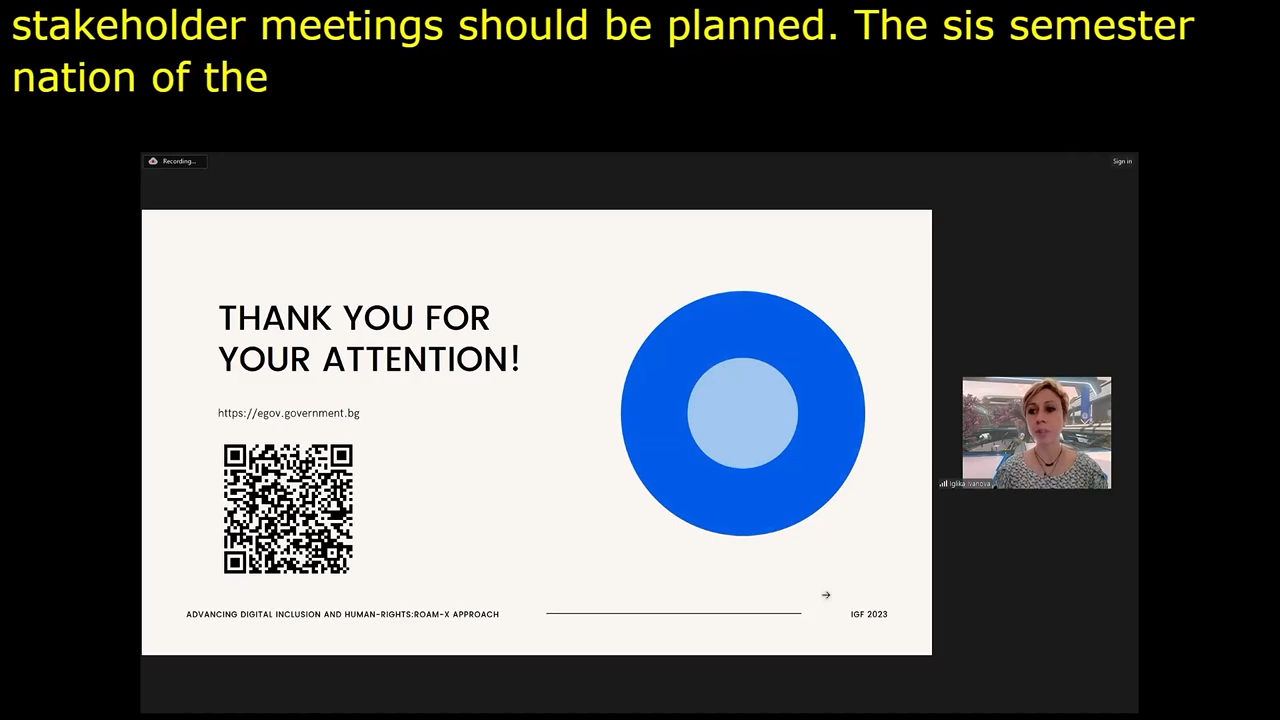 stakeholder meetings should be planned. The sis semester
nation of the
Recording...
Sign in
THANK YOU FOR
YOUR ATTENTION!
https://egov.government.bg
Iglika Ivanova
ADVANCING DIGITAL INCLUSION AND HUMAN-RIGHTS:ROAM-X APPROACH
IGF 2023